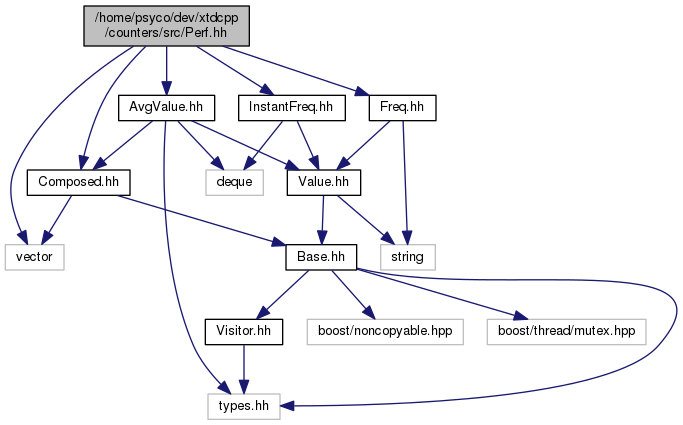 /home/psyco/dev/xtdcpp
/counters/src/Perf.hh
AvgValue.hh
InstantFreq.hh
Freq.hh
Composed.hh
deque
Value.hh
vector
Base.hh
string
Visitor.hh
boost/noncopyable.hpp
boost/thread/mutex.hpp
types.hh